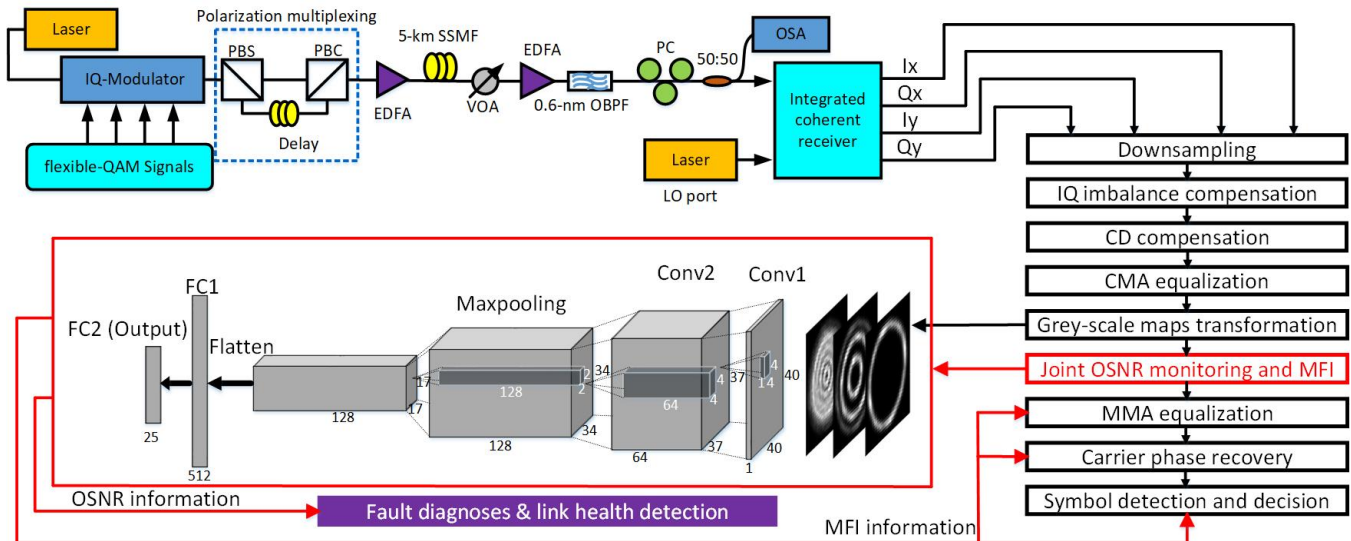 Laser
Polarization multiplexing
PBS
PBC
IQ-Modulator
Delay
flexible-QAM Signals
EDFA
5-km SSMF
VOA
EDFA
0.6-nm OBPF
PC
50:50
OSA
Integrated
coherent
receiver
Laser
LO port
Ix
Qx
Iy
Qy
Downsampling
IQ imbalance compensation
CD compensation
CMA equalization
Grey-scale maps transformation
Joint OSNR monitoring and MFI
MMA equalization
Carrier phase recovery
Symbol detection and decision
FC2 (Output)
25
FC1
512
Flatten
128
17
17
Maxpooling
128
2
2
128
34
34
Conv2
64
4
4
64
37
37
Conv1
4
14
40
40
1
OSNR information
Fault diagnoses & link health detection
MFI information